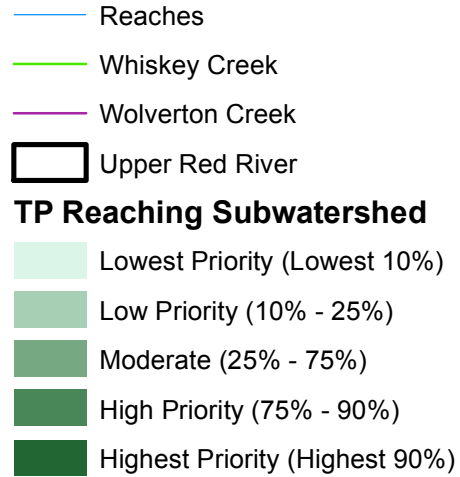 Reaches
Whiskey Creek
Wolverton Creek
Upper Red River
TP Reaching Subwatershed
Lowest Priority (Lowest 10%)
Low Priority (10% - 25%)
Moderate (25% - 75%)
High Priority (75% - 90%)
Highest Priority (Highest 90%)